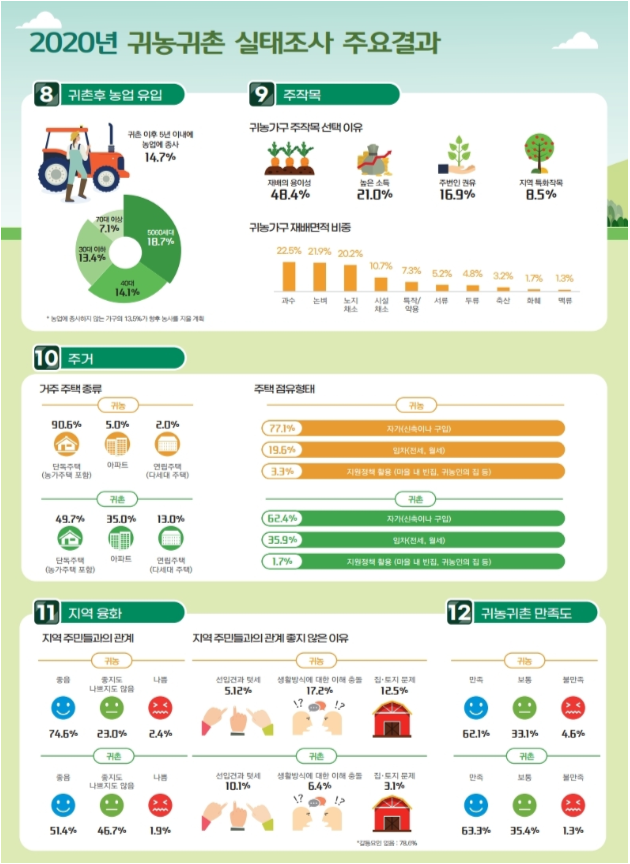 2020년 귀농귀촌 실태조사 주요결과
8 귀촌후 농업 유입
귀촌 이후 5년 이내에
농업에 종사
14.7%
70대 이상
7.1%
5060세대
18.7%
30대 이하
13.4%
40대
14.1%
* 농업에 종사하지 않는 가구의 13.5%가 향후 농사를 지을 계획
9 주작목
귀농가구 주작목 선택 이유
재배의 용이성
48.4%
높은 소득
21.0%
주변인 권유
16.9%
지역 특화작목
8.5%
귀농가구 재배면적 비중
22.5% 21.9% 20.2% 10.7% 7.3% 5.2% 4.8% 3.2% 1.7% 1.3%
과수 논벼 노지 시설 특작/ 서류 두류 축산 화훼 맥류
채소 채소 약용
10 주거
거주 주택 종류
귀농
90.6% 5.0% 2.0%
단독주택 아파트 연립주택
(농가주택 포함) (다세대 주택)
귀촌
49.7% 35.0% 13.0%
단독주택 아파트 연립주택
(농가주택 포함) (다세대 주택)
주택 점유형태
귀농
77.1% 자가(신축이나 구입)
19.6% 임차(전세, 월세)
3.3% 지원정책 활용 (마을 내 빈집, 귀농인의 집 등)
귀촌
62.4% 자가(신축이나 구입)
35.9% 임차(전세, 월세)
1.7% 지원정책 활용 (마을 내 빈집, 귀농인의 집 등)
11 지역 융화
지역 주민들과의 관계
귀농
좋음 좋지도 나쁨
나쁘지도 않음
74.6% 23.0% 2.4%
귀촌
좋음 좋지도 나쁨
나쁘지도 않음
51.4% 46.7% 1.9%
지역 주민들과의 관계 좋지 않은 이유
귀농
선입견과 텃세 생활방식에 대한 이해 충돌 집·토지 문제
5.12% 17.2% 12.5%
!? !?
귀촌
선입견과 텃세 생활방식에 대한 이해 충돌 집·토지 문제
10.1% 6.4% 3.1%
!? !?
*갈등요인 없음 : 78.6%
12 귀농귀촌 만족도
귀농
만족 보통 불만족
62.1% 33.1% 4.6%
귀촌
만족 보통 불만족
63.3% 35.4% 1.3%